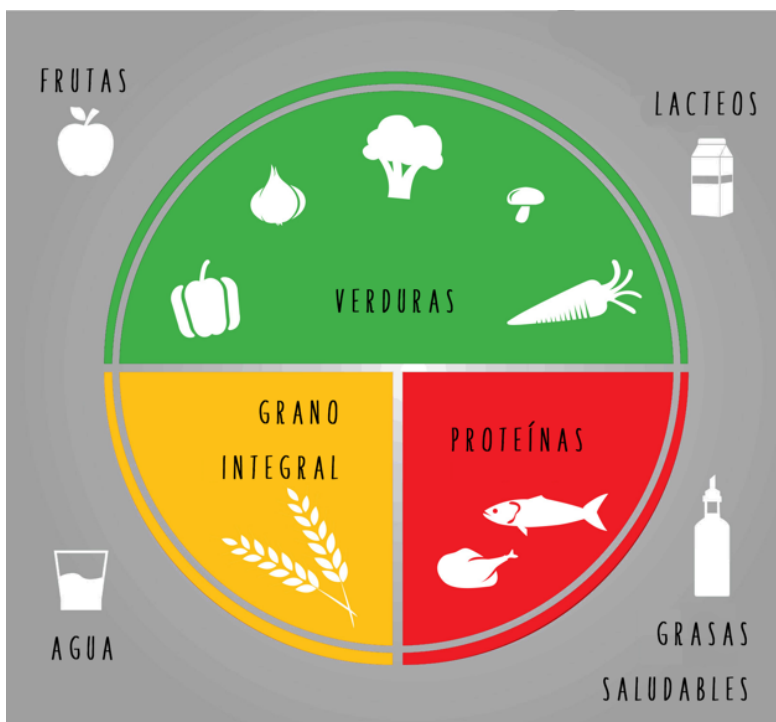 FRUTAS
LACTEOS
VERDURAS
GRANO
INTEGRAL
PROTEÍNAS
AGUA
GRASAS
SALUDABLES